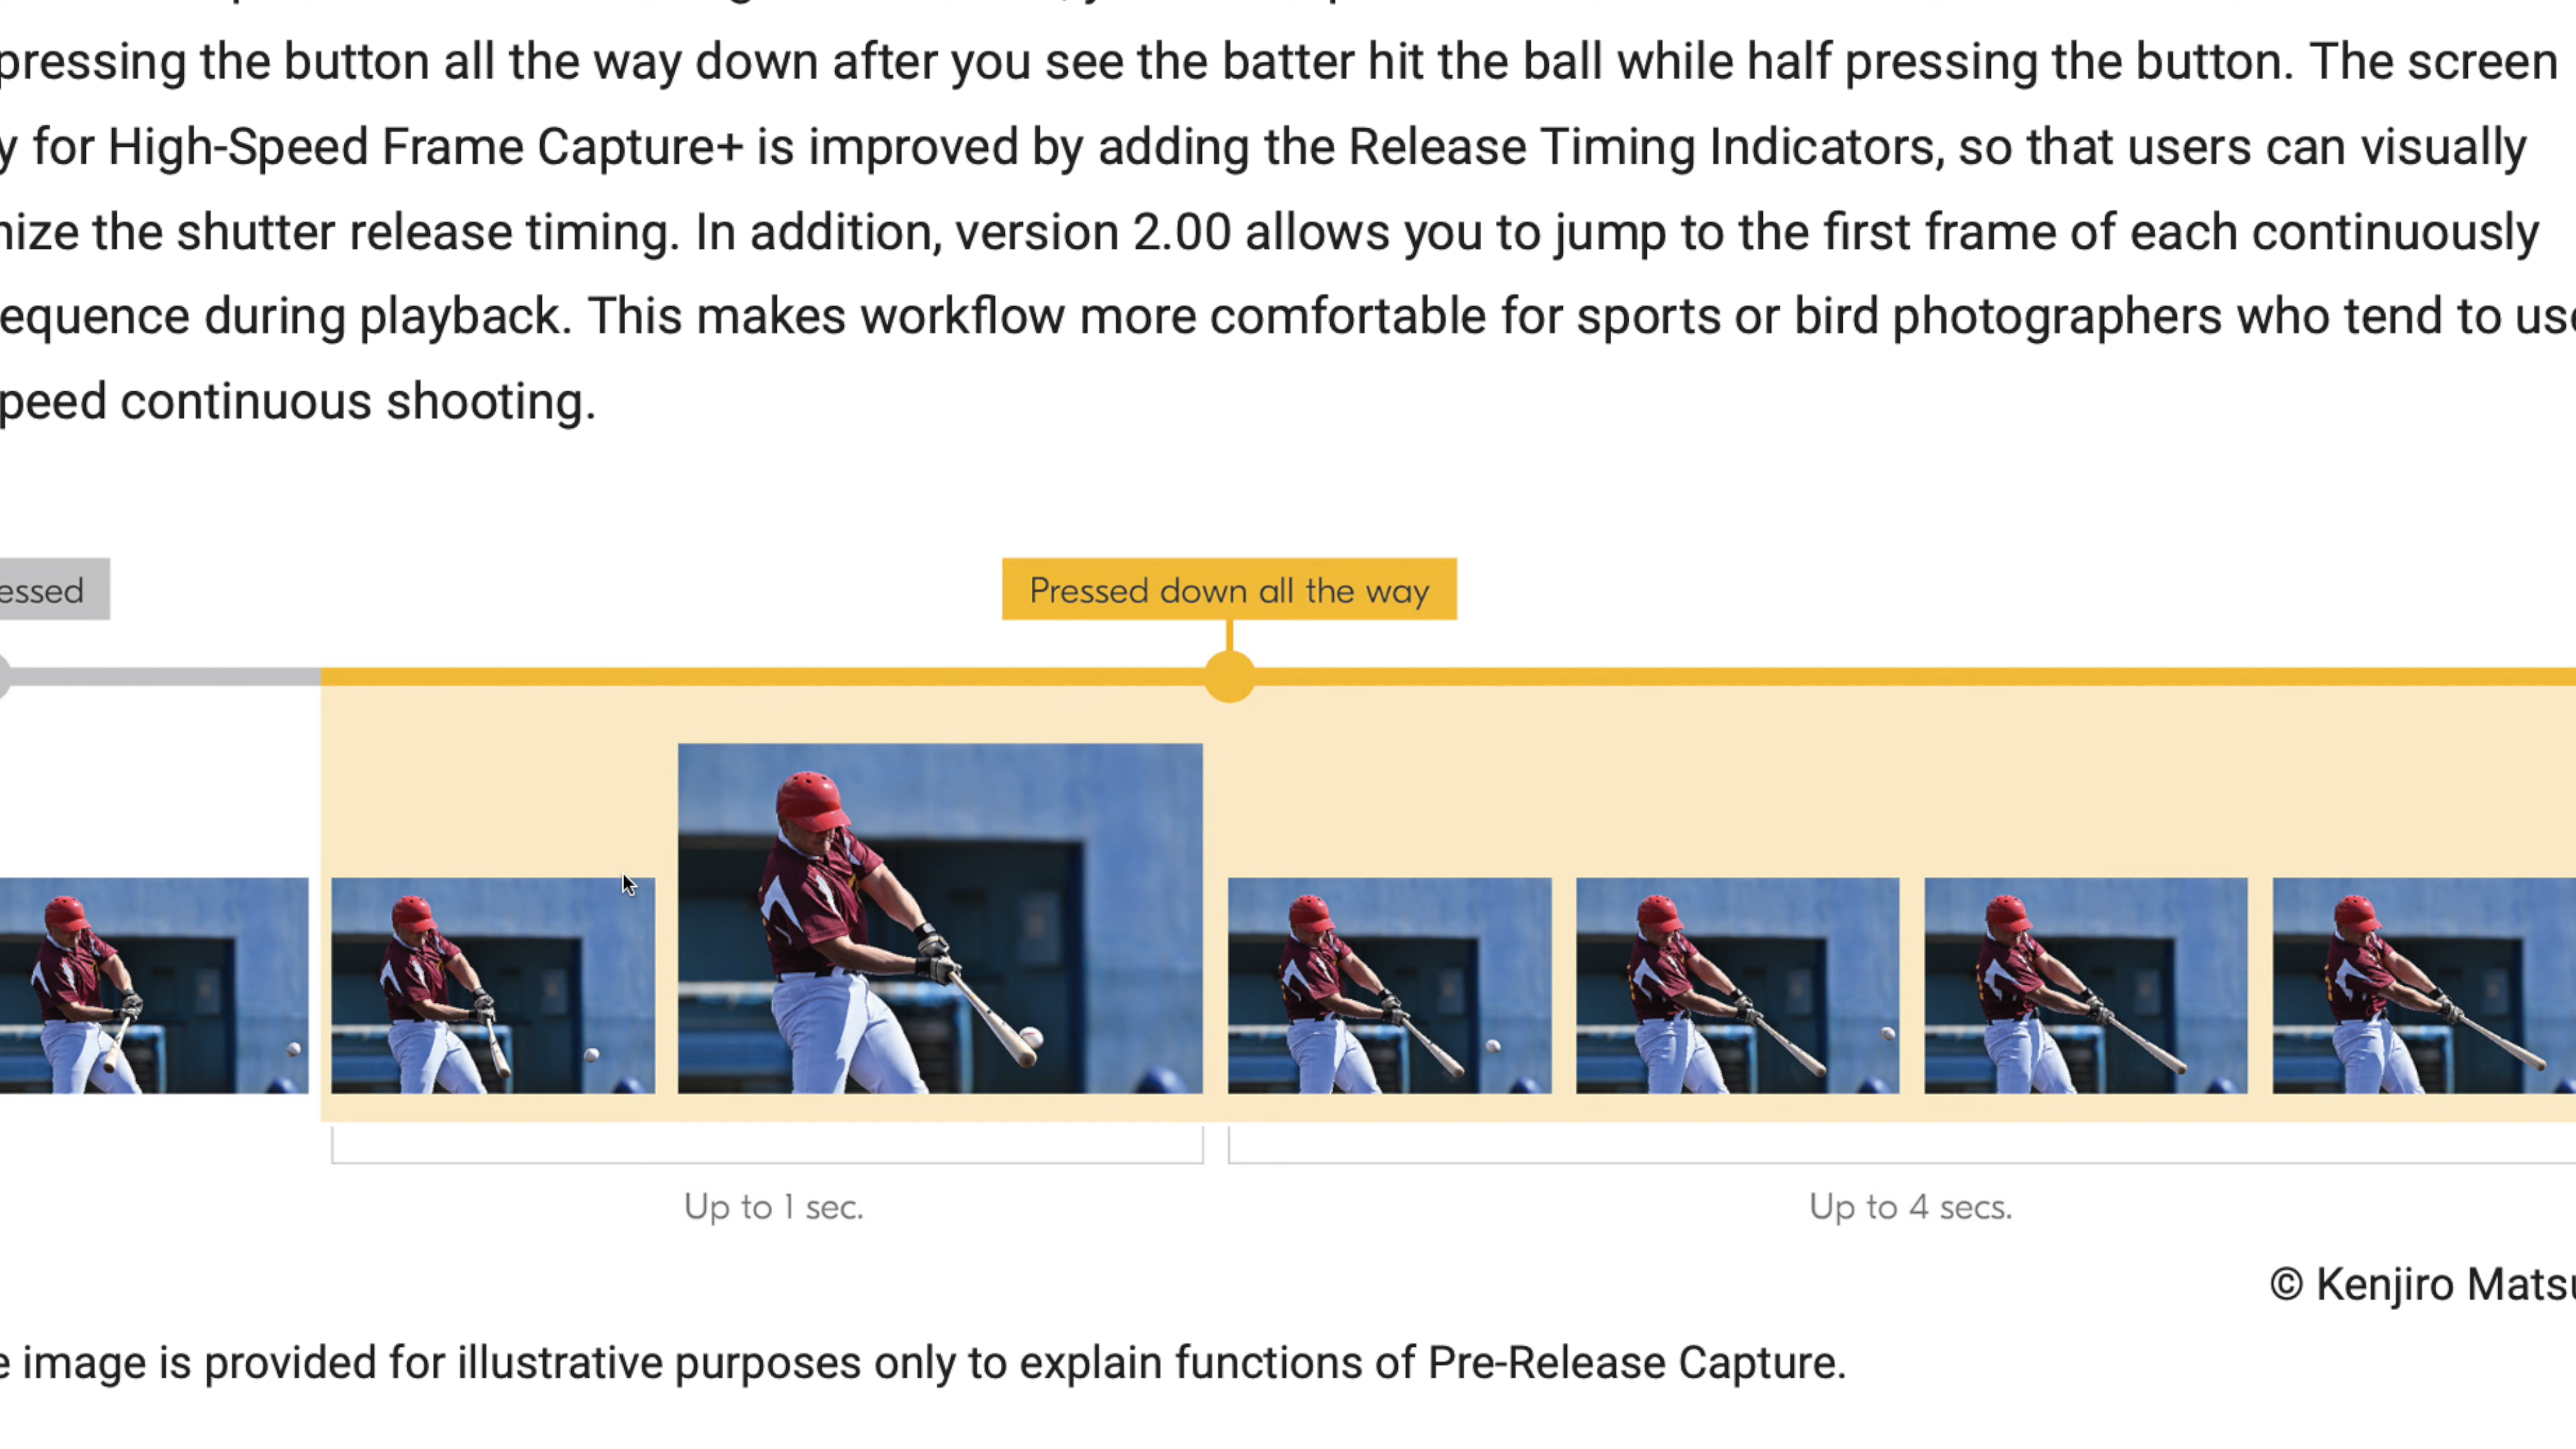 pressing the button all the way down after you see the batter hit the ball while half pressing the button. The screen
for High-Speed Frame Capture+ is improved by adding the Release Timing Indicators, so that users can visually
the shutter release timing. In addition, version 2.00 allows you to jump to the first frame of each continuously
equence during playback. This makes workflow more comfortable for sports or bird photographers who tend to use
peed continuous shooting.
essed
Pressed down all the way
Up to 1 sec.
Up to 4 secs.
© Kenjiro Matsu
image is provided for illustrative purposes only to explain functions of Pre-Release Capture.